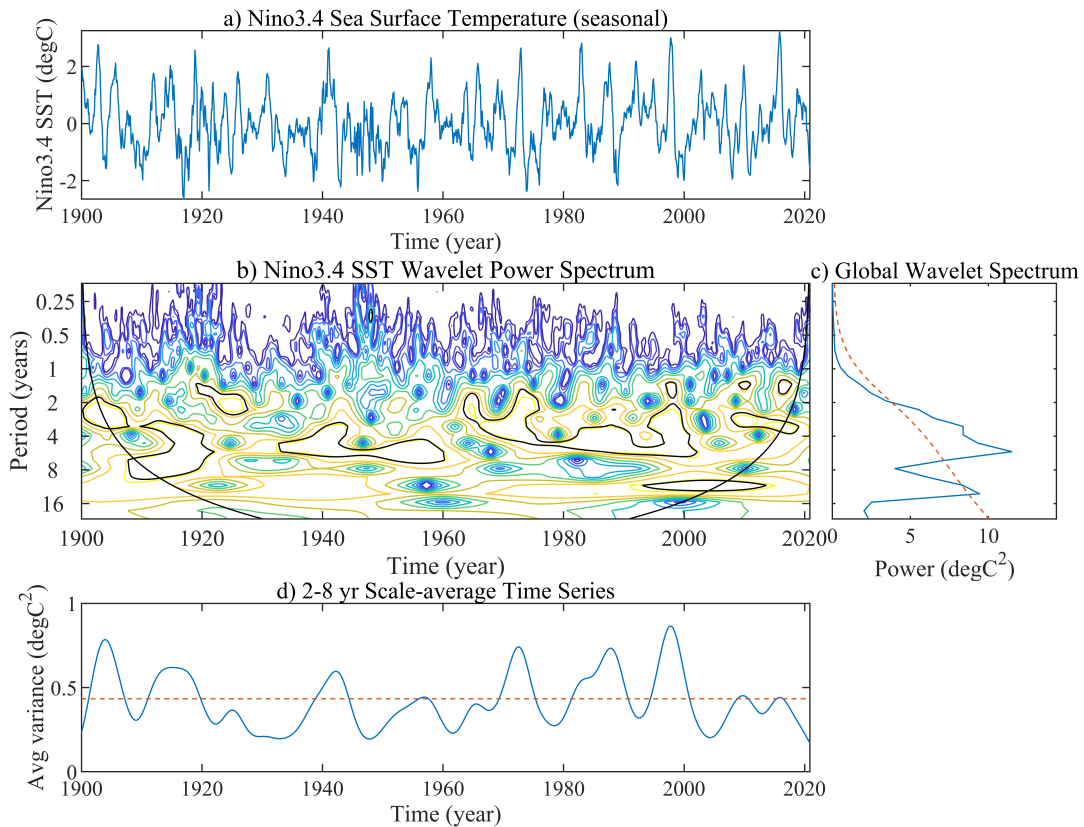 a) Nino3.4 Sea Surface Temperature (seasonal)
Nino3.4 SST (degC)
2
0
-2
1900 1920 1940 1960 1980 2000 2020
Time (year)
b) Nino3.4 SST Wavelet Power Spectrum
Period (years)
0.25
0.5
1
2
4
8
16
1900 1920 1940 1960 1980 2000 2020
Time (year)
c) Global Wavelet Spectrum
5 10
Power (degC²)
d) 2-8 yr Scale-average Time Series
Avg variance (degC²)
1
0.5
0
1900 1920 1940 1960 1980 2000 2020
Time (year)